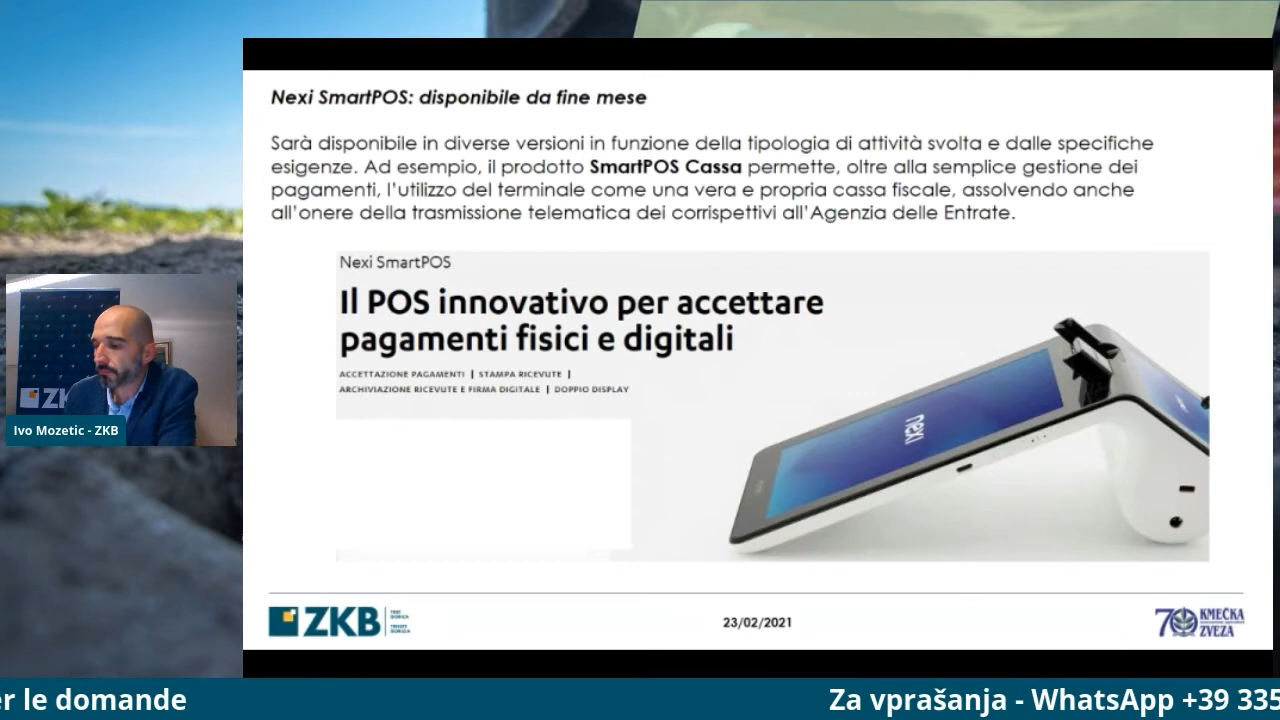 Nexi SmartPOS: disponibile da fine mese
Sarà disponibile in diverse versioni in funzione della tipologia di attività svolta e dalle specifiche
esigenze. Ad esempio, il prodotto SmartPOS Cassa permette, oltre alla semplice gestione dei
pagamenti, l'utilizzo del terminale come una vera e propria cassa fiscale, assolvendo anche
all'onere della trasmissione telematica dei corrispettivi all'Agenzia delle Entrate.
Nexi SmartPOS
Il POS innovativo per accettare
pagamenti fisici e digitali
ACCETTAZIONE PAGAMENTI | STAMPA RICEVUTE |
ARCHIVIAZIONE RICEVUTE E FIRMA DIGITALE | DOPPIO DISPLAY
nexi
ZK
Ivo Mozetic - ZKB
ZKB
23/02/2021
70 KMEČKA
ZVEZA
er le domande
Za vprašanja - WhatsApp +39 335